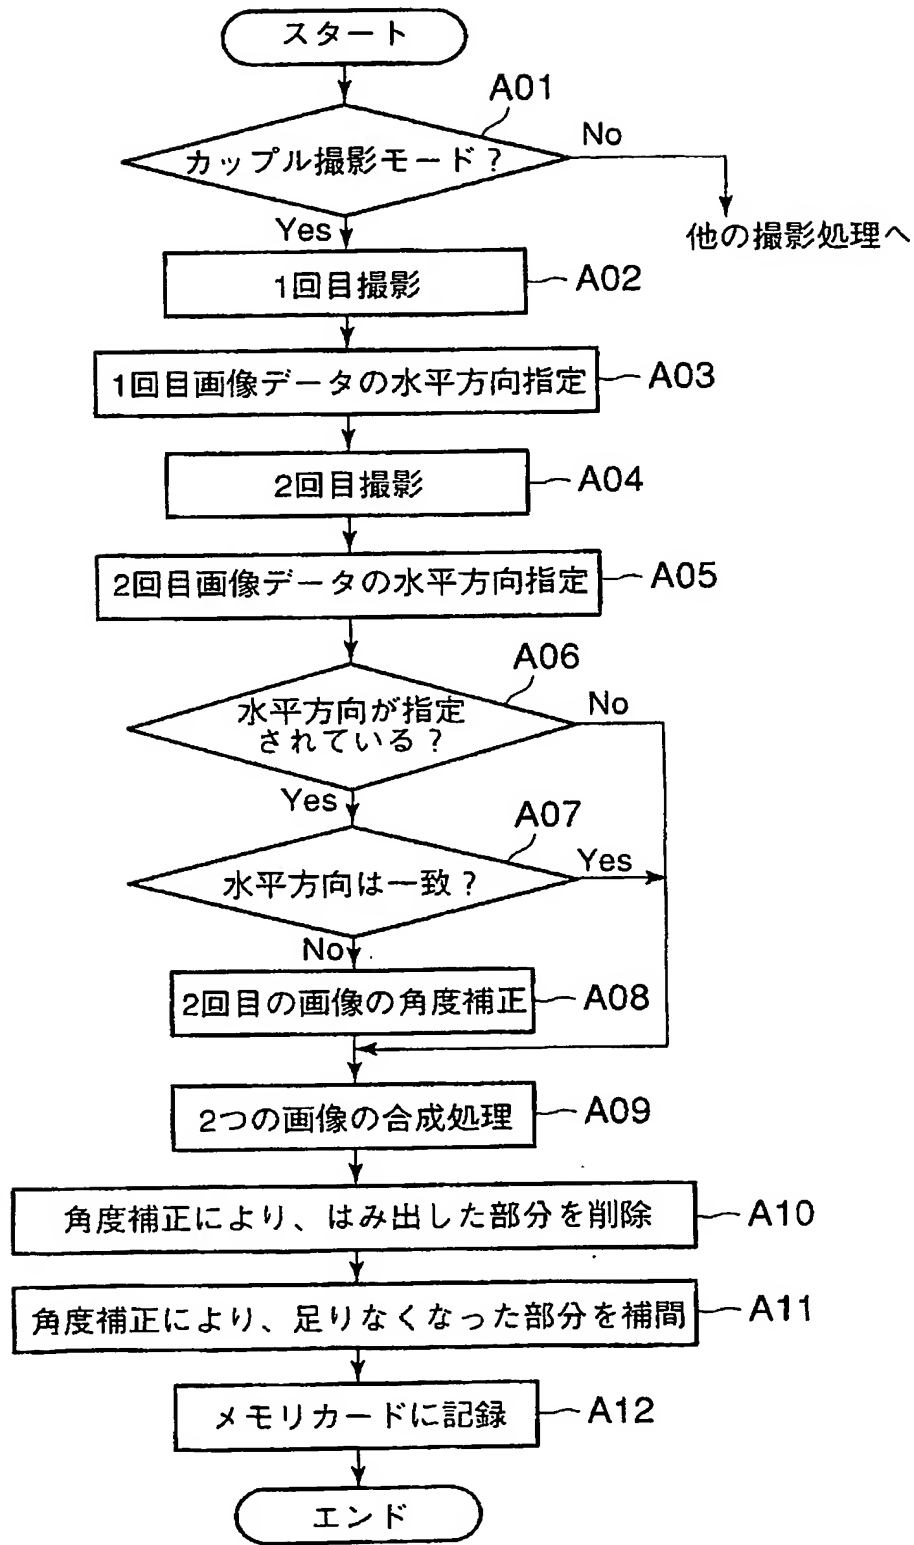 スタート
A01
カップル撮影モード？
No
Yes
他の撮影処理へ
1回目撮影
A02
1回目画像データの水平方向指定
A03
2回目撮影
A04
2回目画像データの水平方向指定
A05
A06
水平方向が指定
されている？
No
Yes
A07
水平方向は一致？
Yes
No
2回目の画像の角度補正
A08
2つの画像の合成処理
A09
角度補正により、はみ出した部分を削除
A10
角度補正により、足りなくなった部分を補間
A11
メモリカードに記録
A12
エンド